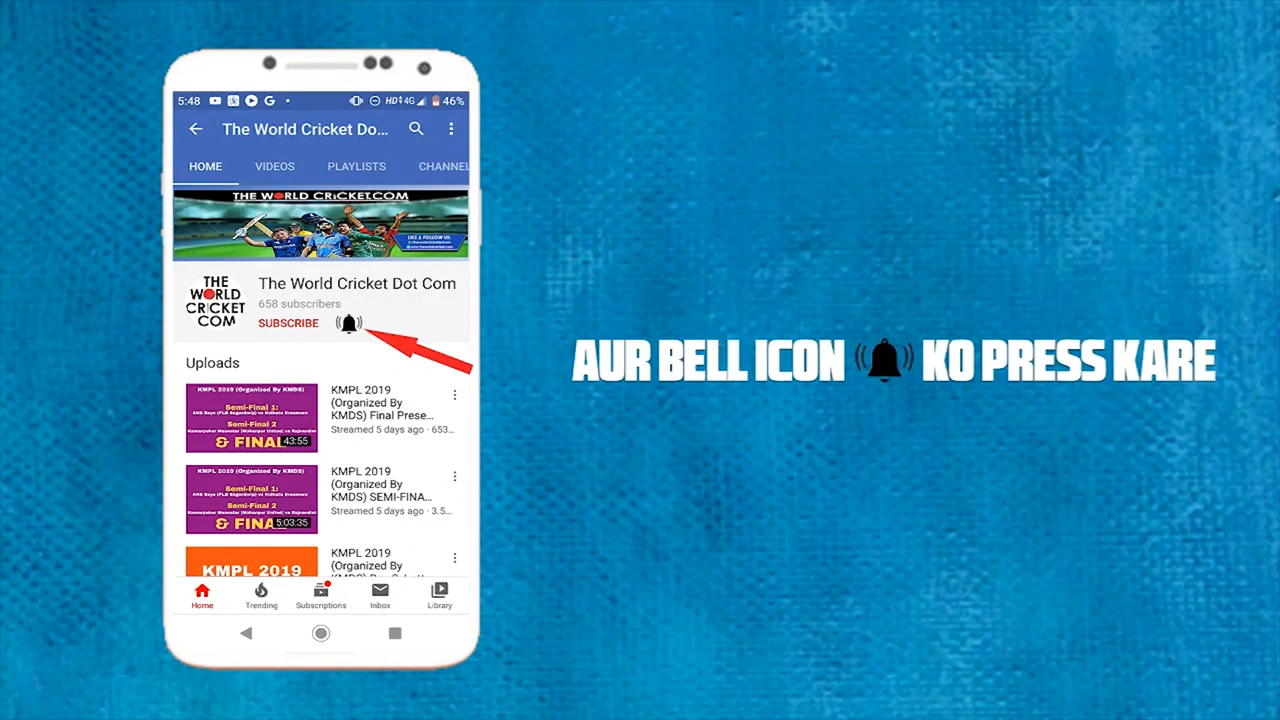 5:48 G HD 4G 46%
The World Cricket Do...
HOME VIDEOS PLAYLISTS CHANNEL
THE WORLD CRICKET.COM
LIKE & FOLLOW US:
THE
WORLD
CRICKET
COM
The World Cricket Dot Com
658 subscribers
SUBSCRIBE
Uploads
KMPL 2019 (Organized By KMDS)
Semi-Final 1:
Semi-Final 2
& FINAL
43:55
KMPL 2019
(Organized By
KMDS) Final Prese...
Streamed 5 days ago · 653...
KMPL 2019 (Organized By KMDS)
Semi-Final 1:
Semi-Final 2
& FINA
5:03:35
KMPL 2019
(Organized By
KMDS) SEMI-FINA...
Streamed 5 days ago · 3.5...
KMPL 2019
KMPL 2019
(Organized By
Home Trending Subscriptions Inbox Library
AUR BELL ICON KO PRESS KARE